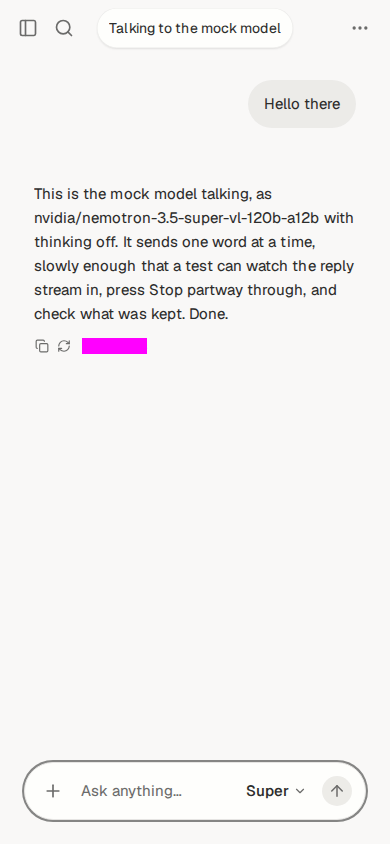 Talking to the mock model
Hello there
This is the mock model talking, as
nvidia/nemotron-3.5-super-vl-120b-a12b with
thinking off. It sends one word at a time,
slowly enough that a test can watch the reply
stream in, press Stop partway through, and
check what was kept. Done.
Ask anything...
Super